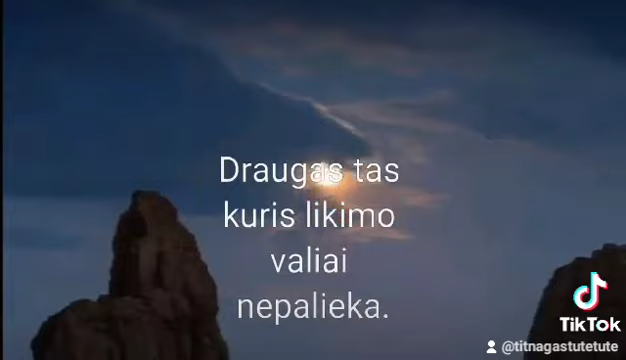 Draugas tas
kuris likimo
valiai
nepalieka.
TikTok
@titnagastutetute